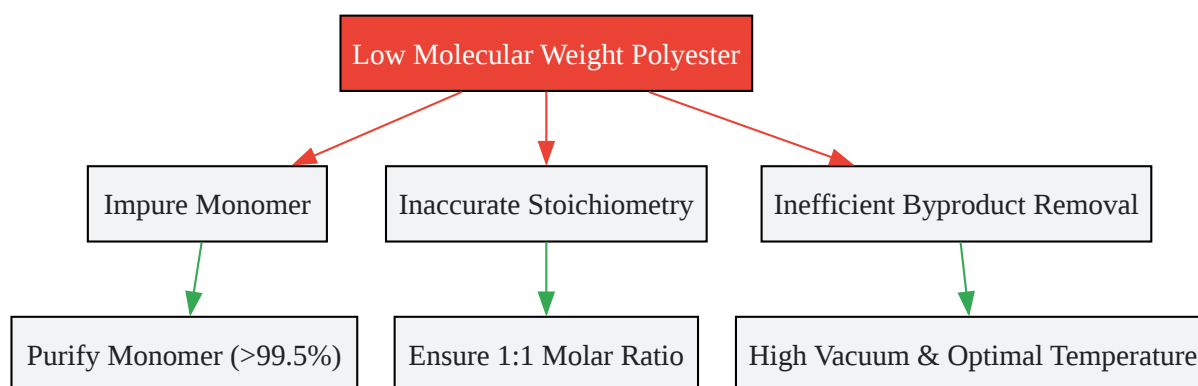 Low Molecular Weight Polyester
Impure Monomer
Inaccurate Stoichiometry
Inefficient Byproduct Removal
Purify Monomer (>99.5%)
Ensure 1:1 Molar Ratio
High Vacuum & Optimal Temperature